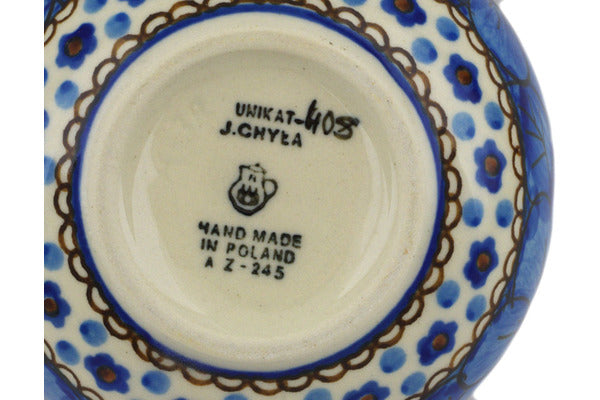 UNIKAT-408
J.CHYŁA
HAND MADE
IN POLAND
A Z-245